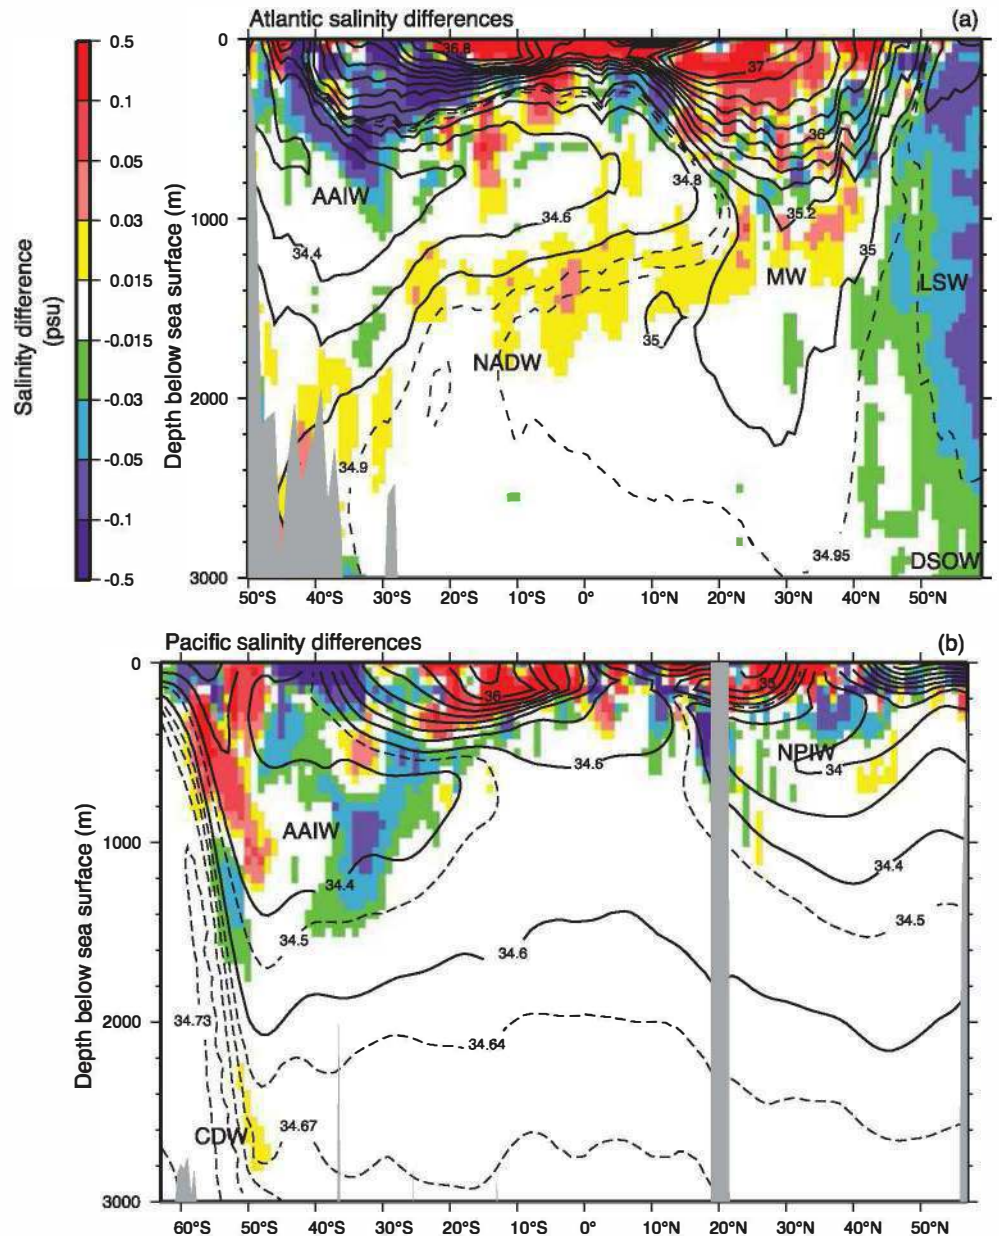 Atlantic salinity differences (a)
0.5
0.1
0.05
0.03
0.015
-0.015
-0.03
-0.05
-0.1
-0.5
Salinity difference
(psu)
Depth below sea surface (m)
0
1000
2000
3000
36.8
37
36
AAIW
34.8
34.6
35.2
34.4
35
MW
LSW
35
NADW
34.9
34.95
DSOW
50°S 40°S 30°S 20°S 10°S 0° 10°N 20°N 30°N 40°N 50°N
Pacific salinity differences (b)
Depth below sea surface (m)
0
1000
2000
3000
36
35
NPIW
34.6
34
AAIW
34.4
34.4
34.5
34.5
34.6
34.73
34.64
34.67
CDW
60°S 50°S 40°S 30°S 20°S 10°S 0° 10°N 20°N 30°N 40°N 50°N